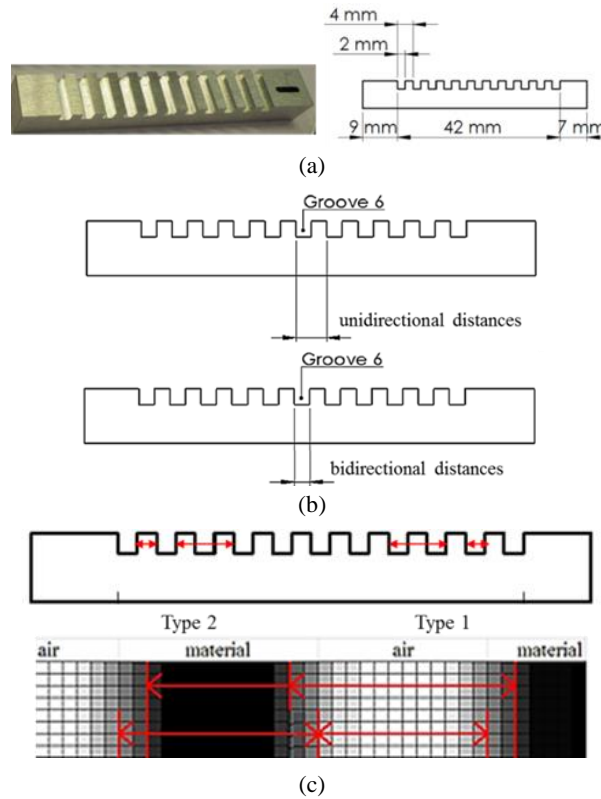 4 mm
2 mm
9 mm 42 mm 7 mm
(a)
Groove 6
unidirectional distances
Groove 6
bidirectional distances
(b)
Type 2 Type 1
air material air material
(c)